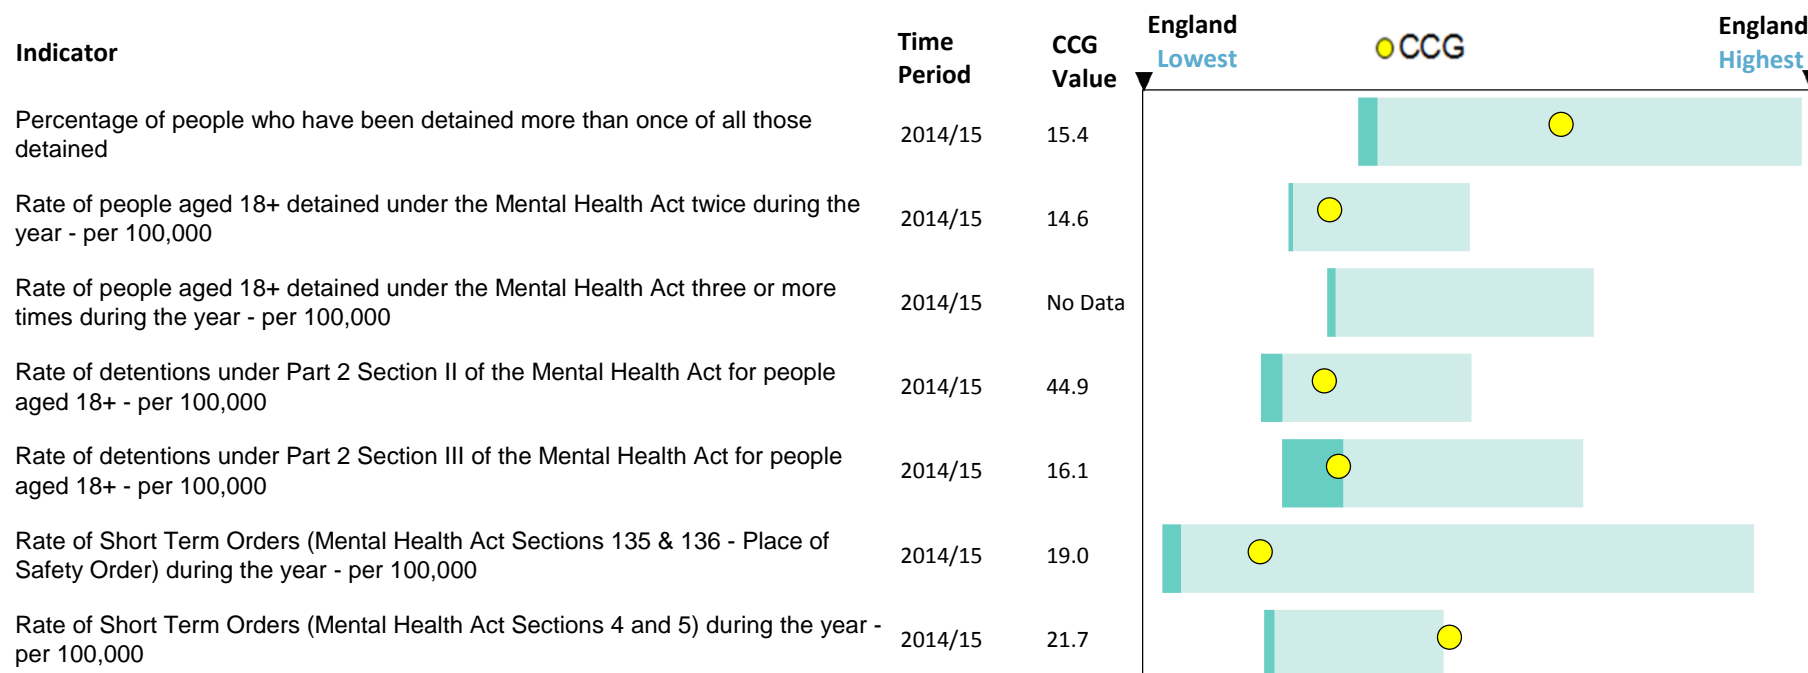 Indicator
Time Period
CCG Value
England Lowest
CCG
England Highest
Percentage of people who have been detained more than once of all those
detained
2014/15
15.4
Rate of people aged 18+ detained under the Mental Health Act twice during the
year - per 100,000
2014/15
14.6
Rate of people aged 18+ detained under the Mental Health Act three or more
times during the year - per 100,000
2014/15
No Data
Rate of detentions under Part 2 Section II of the Mental Health Act for people
aged 18+ - per 100,000
2014/15
44.9
Rate of detentions under Part 2 Section III of the Mental Health Act for people
aged 18+ - per 100,000
2014/15
16.1
Rate of Short Term Orders (Mental Health Act Sections 135 & 136 - Place of
Safety Order) during the year - per 100,000
2014/15
19.0
Rate of Short Term Orders (Mental Health Act Sections 4 and 5) during the year -
per 100,000
2014/15
21.7